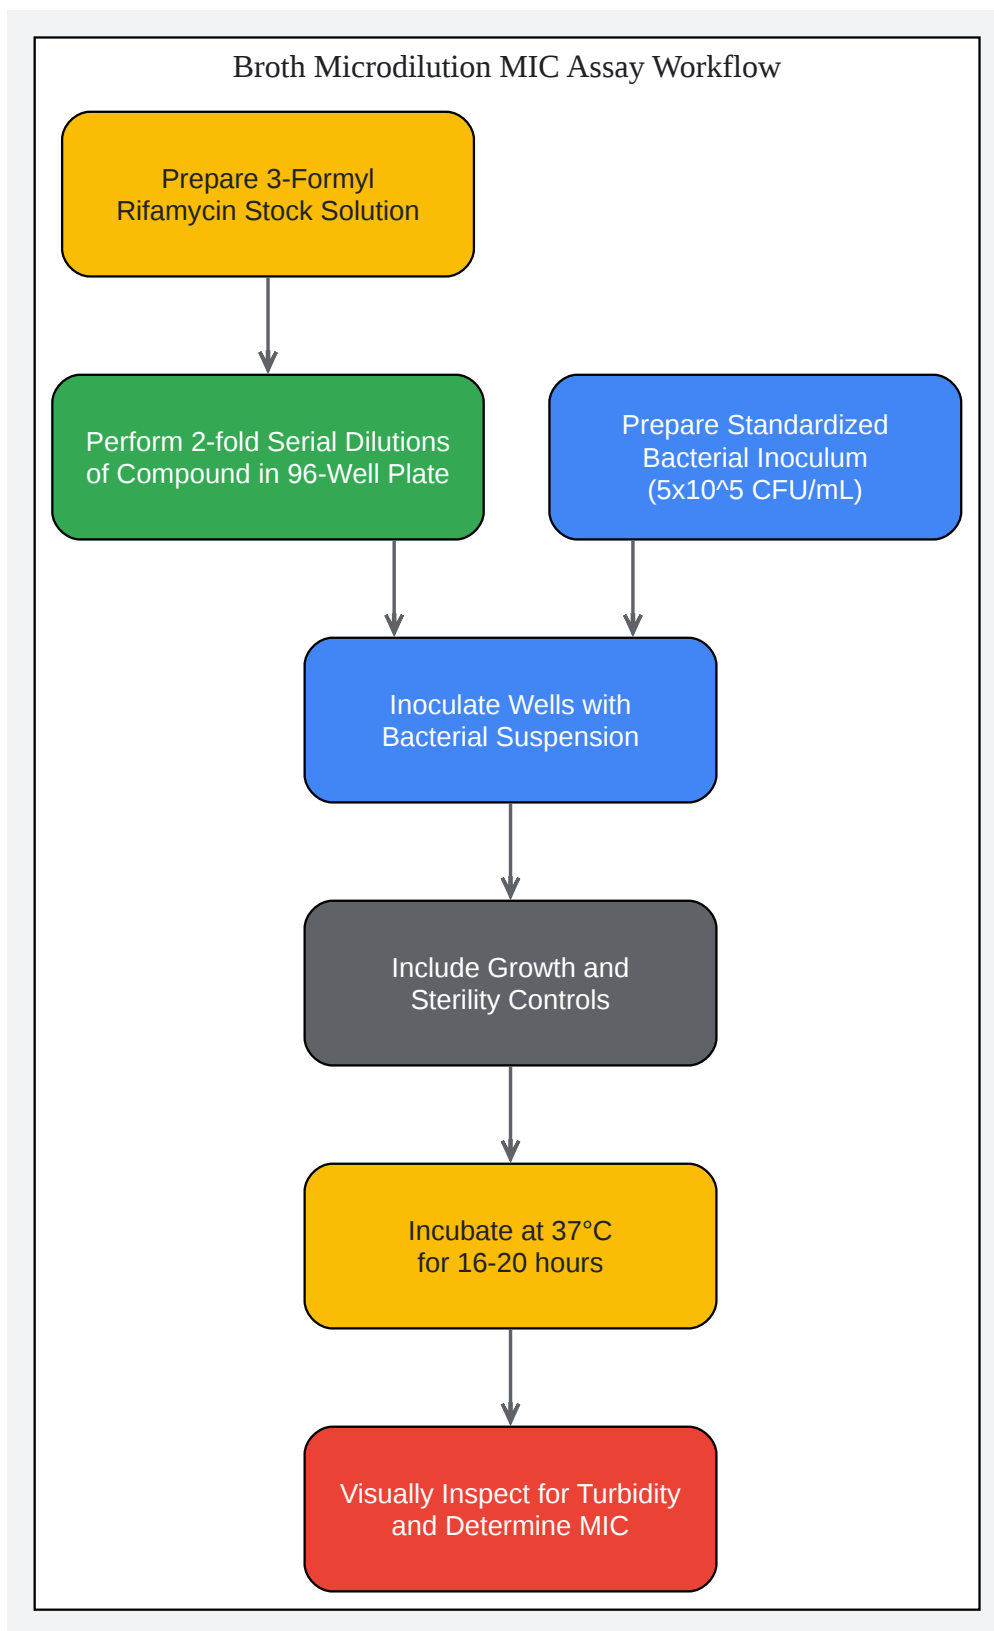 Broth Microdilution MIC Assay Workflow
Prepare 3-Formyl
Rifamycin Stock Solution
Perform 2-fold Serial Dilutions
of Compound in 96-Well Plate
Prepare Standardized
Bacterial Inoculum
(5x10^5 CFU/mL)
Inoculate Wells with
Bacterial Suspension
Include Growth and
Sterility Controls
Incubate at 37°C
for 16-20 hours
Visually Inspect for Turbidity
and Determine MIC